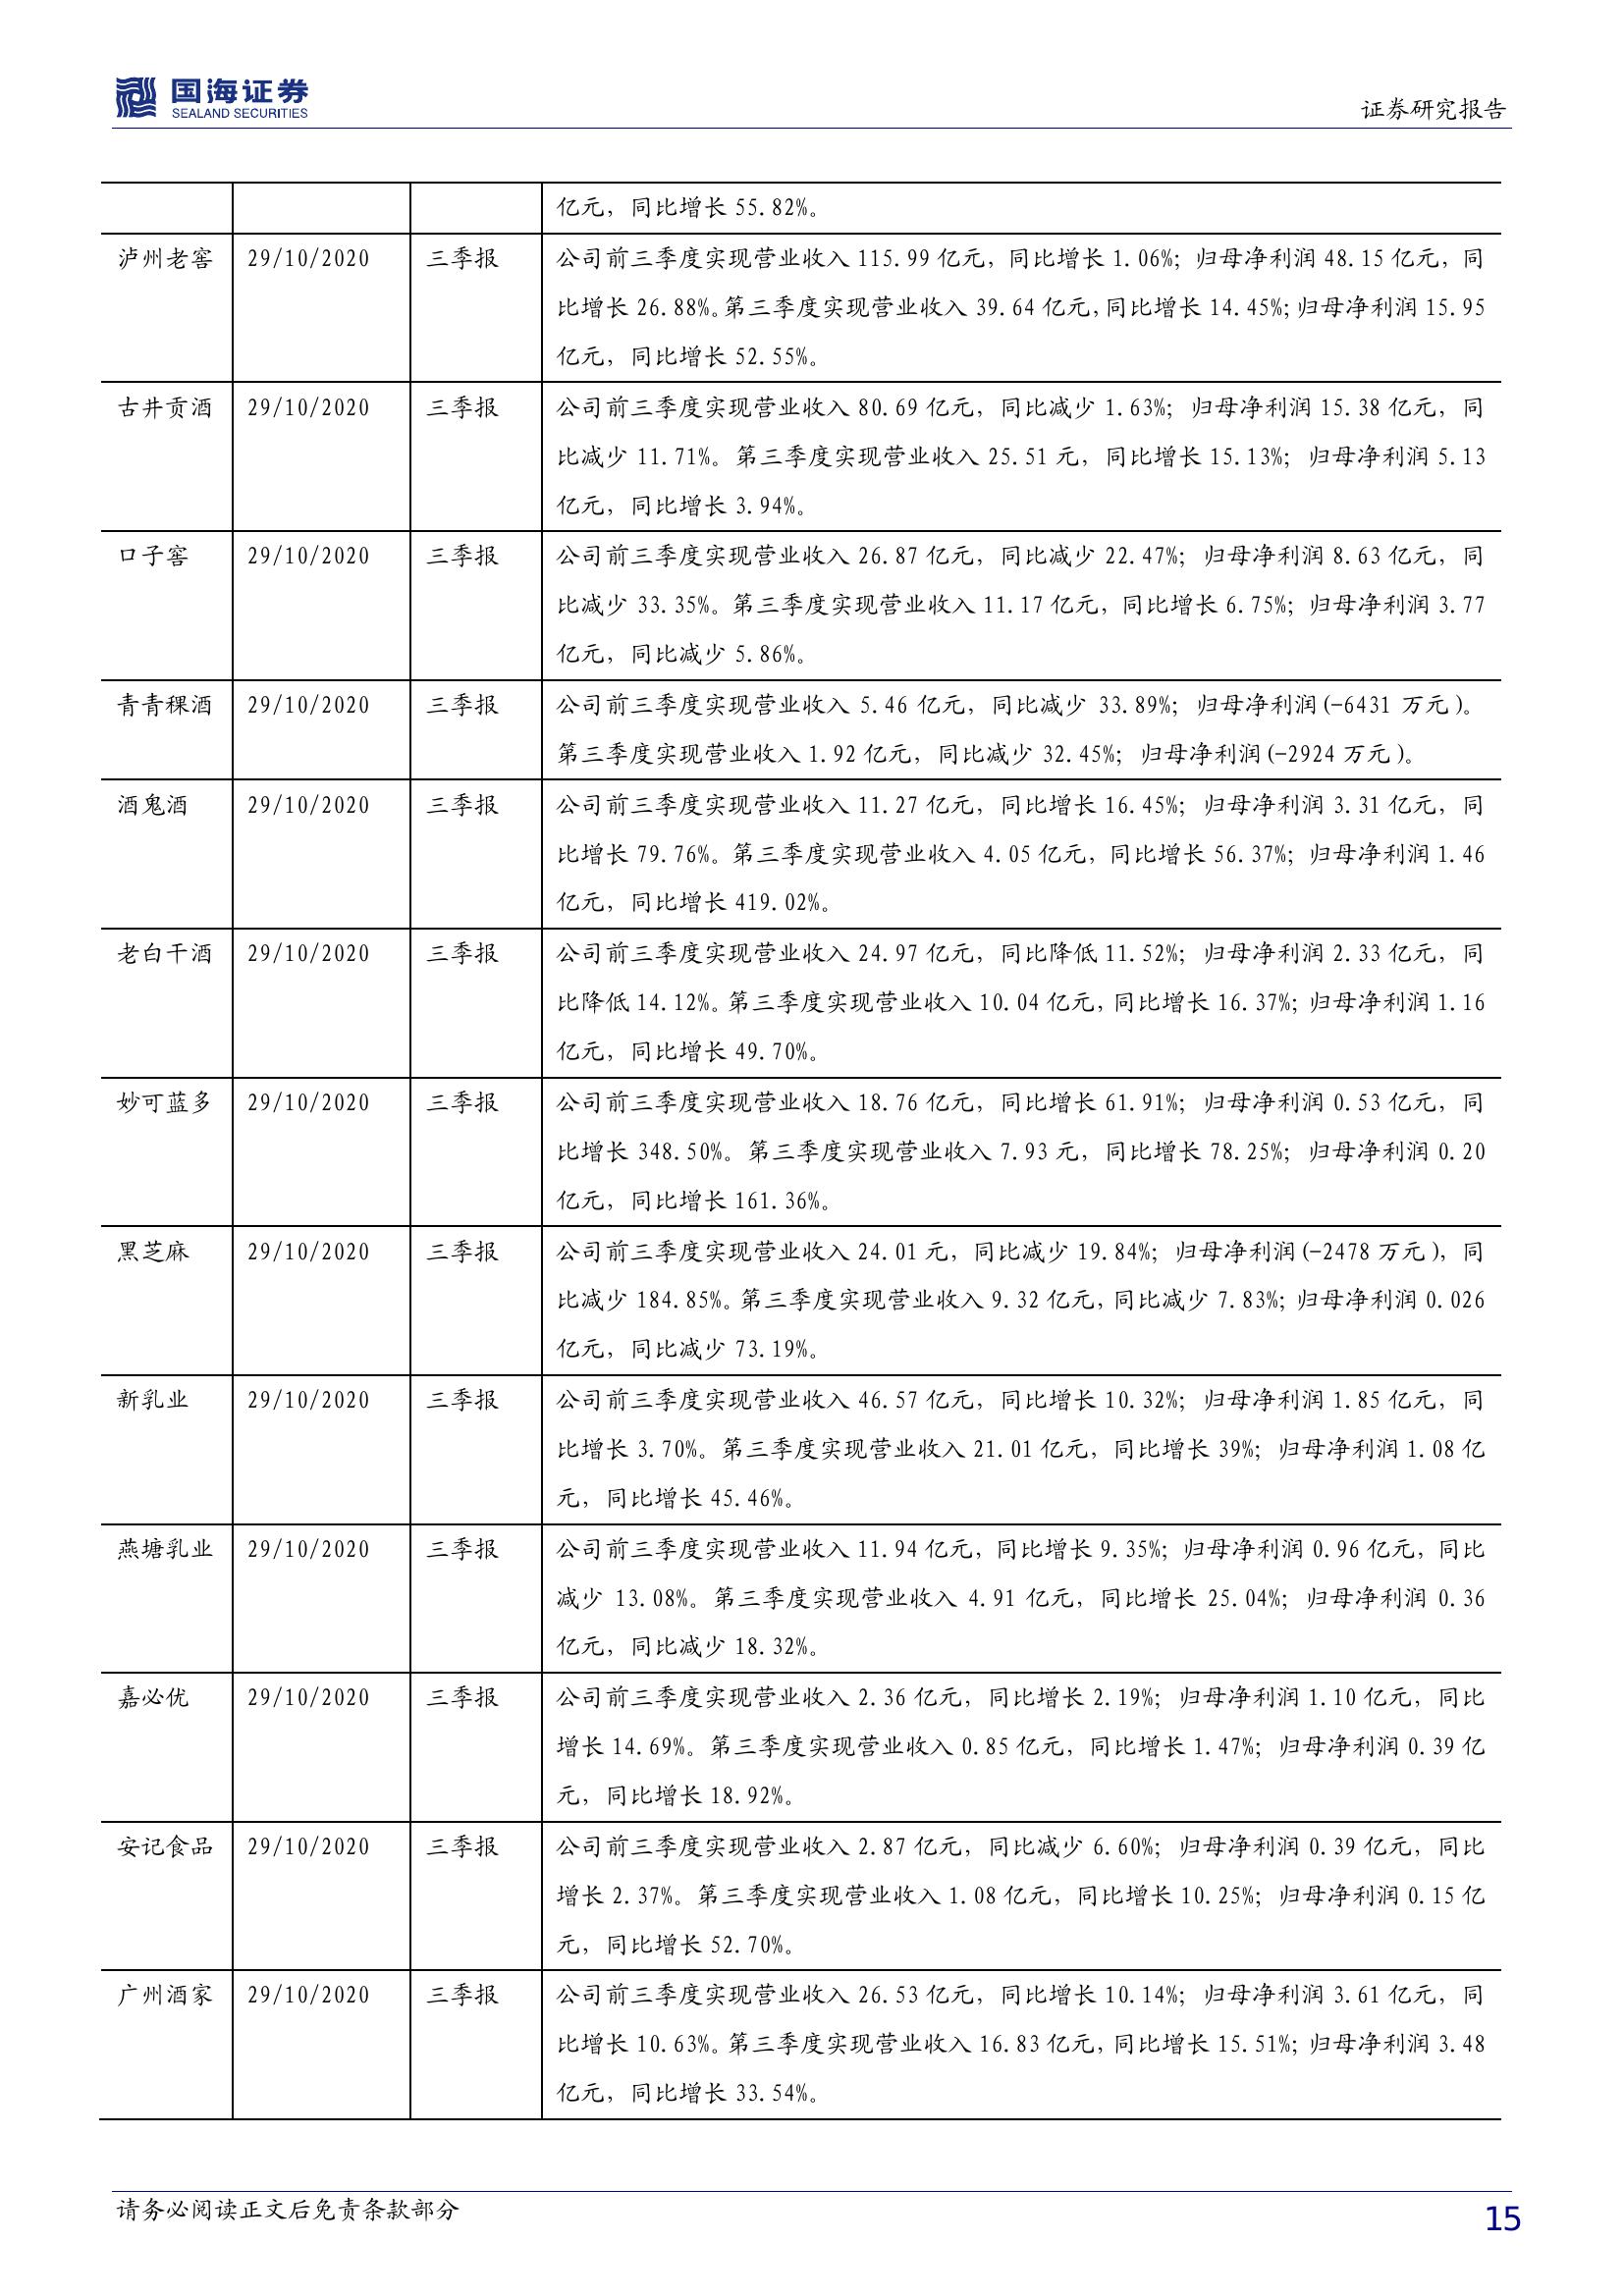 国海证券
SEALAND SECURITIES
证券研究报告
亿元，同比增长 55.82%。
泸州老窖 29/10/2020 三季报 公司前三季度实现营业收入 115.99 亿元，同比增长 1.06%；归母净利润 48.15 亿元，同
比增长 26.88%。第三季度实现营业收入 39.64 亿元，同比增长 14.45%；归母净利润 15.95
亿元，同比增长 52.55%。
古井贡酒 29/10/2020 三季报 公司前三季度实现营业收入 80.69 亿元，同比减少 1.63%；归母净利润 15.38 亿元，同
比减少 11.71%。第三季度实现营业收入 25.51 元，同比增长 15.13%；归母净利润 5.13
亿元，同比增长 3.94%。
口子窖 29/10/2020 三季报 公司前三季度实现营业收入 26.87 亿元，同比减少 22.47%；归母净利润 8.63 亿元，同
比减少 33.35%。第三季度实现营业收入 11.17 亿元，同比增长 6.75%；归母净利润 3.77
亿元，同比减少 5.86%。
青青稞酒 29/10/2020 三季报 公司前三季度实现营业收入 5.46 亿元，同比减少 33.89%；归母净利润(-6431 万元)。
第三季度实现营业收入 1.92 亿元，同比减少 32.45%；归母净利润(-2924 万元)。
酒鬼酒 29/10/2020 三季报 公司前三季度实现营业收入 11.27 亿元，同比增长 16.45%；归母净利润 3.31 亿元，同
比增长 79.76%。第三季度实现营业收入 4.05 亿元，同比增长 56.37%；归母净利润 1.46
亿元，同比增长 419.02%。
老白干酒 29/10/2020 三季报 公司前三季度实现营业收入 24.97 亿元，同比降低 11.52%；归母净利润 2.33 亿元，同
比降低 14.12%。第三季度实现营业收入 10.04 亿元，同比增长 16.37%；归母净利润 1.16
亿元，同比增长 49.70%。
妙可蓝多 29/10/2020 三季报 公司前三季度实现营业收入 18.76 亿元，同比增长 61.91%；归母净利润 0.53 亿元，同
比增长 348.50%。第三季度实现营业收入 7.93 元，同比增长 78.25%；归母净利润 0.20
亿元，同比增长 161.36%。
黑芝麻 29/10/2020 三季报 公司前三季度实现营业收入 24.01 元，同比减少 19.84%；归母净利润(-2478 万元)，同
比减少 184.85%。第三季度实现营业收入 9.32 亿元，同比减少 7.83%；归母净利润 0.026
亿元，同比减少 73.19%。
新乳业 29/10/2020 三季报 公司前三季度实现营业收入 46.57 亿元，同比增长 10.32%；归母净利润 1.85 亿元，同
比增长 3.70%。第三季度实现营业收入 21.01 亿元，同比增长 39%；归母净利润 1.08 亿
元，同比增长 45.46%。
燕塘乳业 29/10/2020 三季报 公司前三季度实现营业收入 11.94 亿元，同比增长 9.35%；归母净利润 0.96 亿元，同比
减少 13.08%。第三季度实现营业收入 4.91 亿元，同比增长 25.04%；归母净利润 0.36
亿元，同比减少 18.32%。
嘉必优 29/10/2020 三季报 公司前三季度实现营业收入 2.36 亿元，同比增长 2.19%；归母净利润 1.10 亿元，同比
增长 14.69%。第三季度实现营业收入 0.85 亿元，同比增长 1.47%；归母净利润 0.39 亿
元，同比增长 18.92%。
安记食品 29/10/2020 三季报 公司前三季度实现营业收入 2.87 亿元，同比减少 6.60%；归母净利润 0.39 亿元，同比
增长 2.37%。第三季度实现营业收入 1.08 亿元，同比增长 10.25%；归母净利润 0.15 亿
元，同比增长 52.70%。
广州酒家 29/10/2020 三季报 公司前三季度实现营业收入 26.53 亿元，同比增长 10.14%；归母净利润 3.61 亿元，同
比增长 10.63%。第三季度实现营业收入 16.83 亿元，同比增长 15.51%；归母净利润 3.48
亿元，同比增长 33.54%。
请务必阅读正文后免责条款部分
15